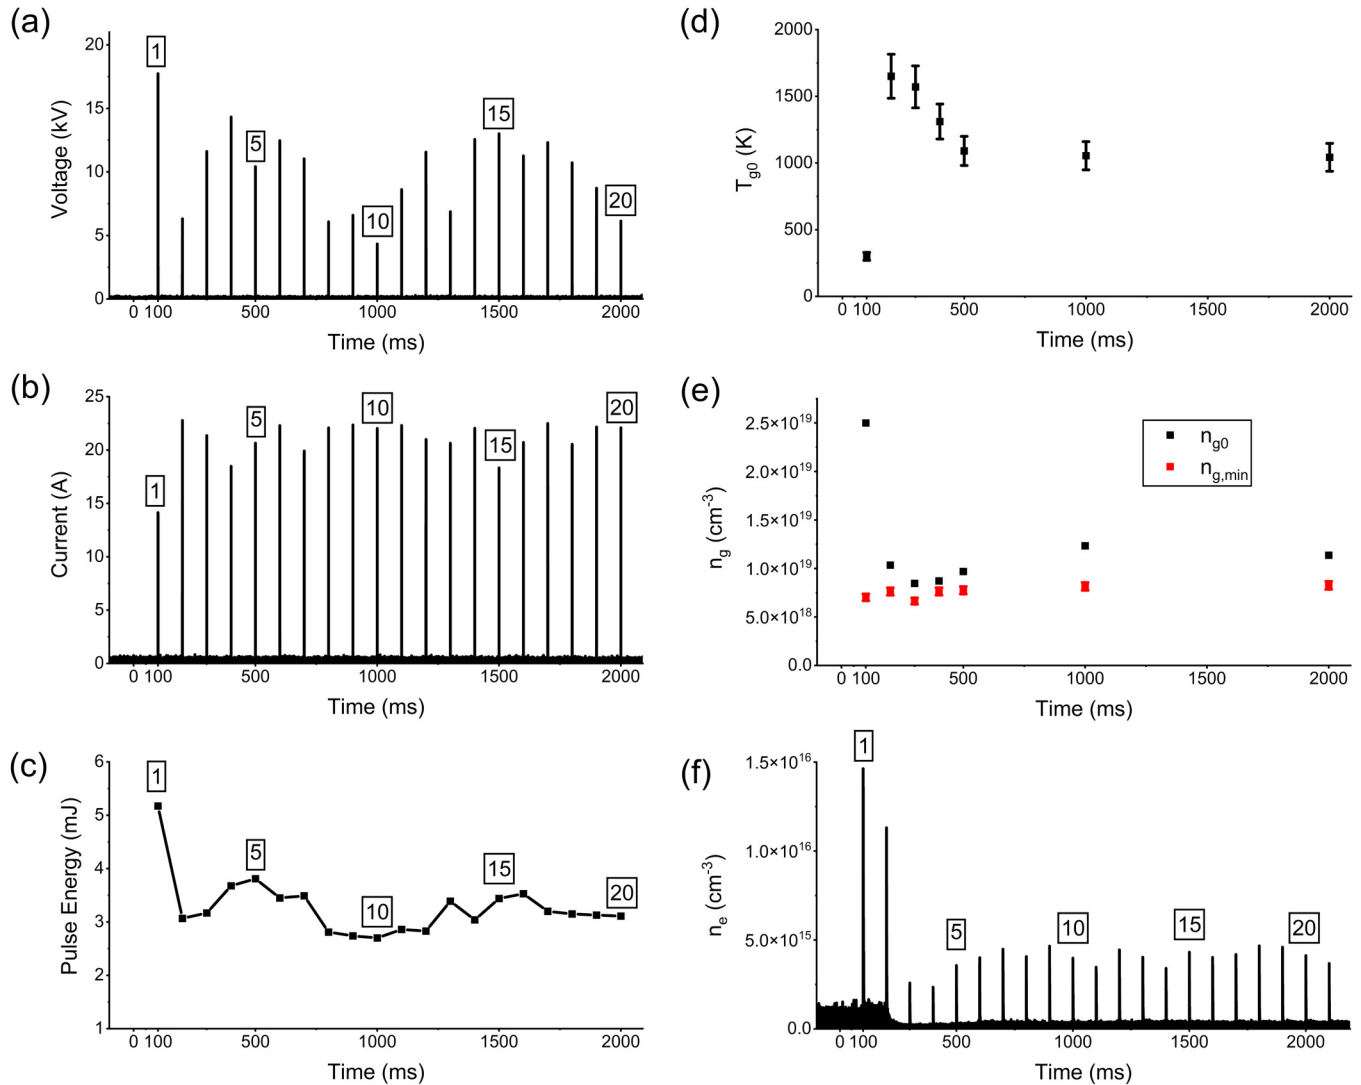 (a)
20
15
10
5
0
Voltage (kV)
1
5
10
15
20
0 100 500 1000 1500 2000
Time (ms)
(b)
25
20
15
10
5
0
Current (A)
1
5
10
15
20
0 100 500 1000 1500 2000
Time (ms)
(c)
6
5
4
3
2
1
Pulse Energy (mJ)
1
5
10
15
20
0 100 500 1000 1500 2000
Time (ms)
(d)
2000
1500
1000
500
0
T_g0 (K)
0 100 500 1000 1500 2000
Time (ms)
(e)
2.5×10^19
2.0×10^19
1.5×10^19
1.0×10^19
5.0×10^18
0.0
n_g (cm^-3)
n_g0
n_g,min
0 100 500 1000 1500 2000
Time (ms)
(f)
1.5×10^16
1.0×10^16
5.0×10^15
0.0
n_e (cm^-3)
1
5
10
15
20
0 100 500 1000 1500 2000
Time (ms)